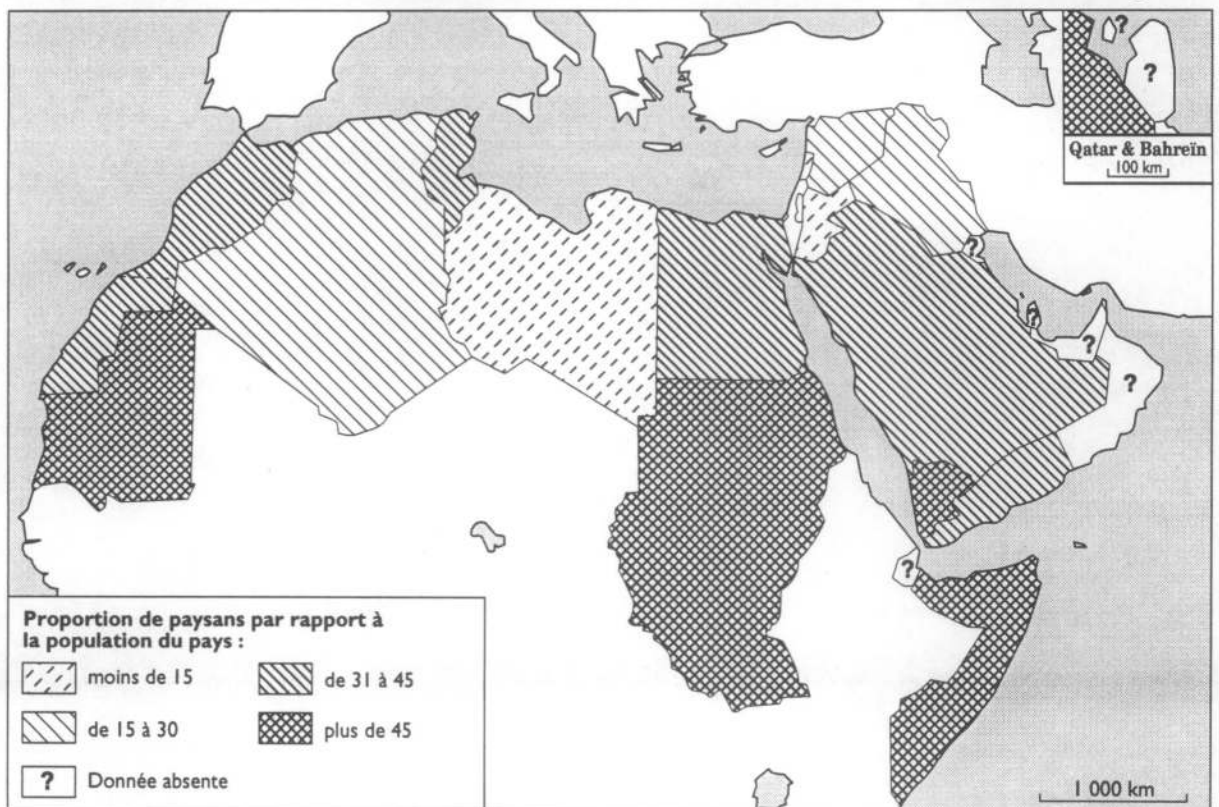 ?
?
Qatar & Bahreïn
100 km
?
?
?
?
?
Proportion de paysans par rapport à
la population du pays :
moins de 15
de 31 à 45
de 15 à 30
plus de 45
? Donnée absente
1 000 km